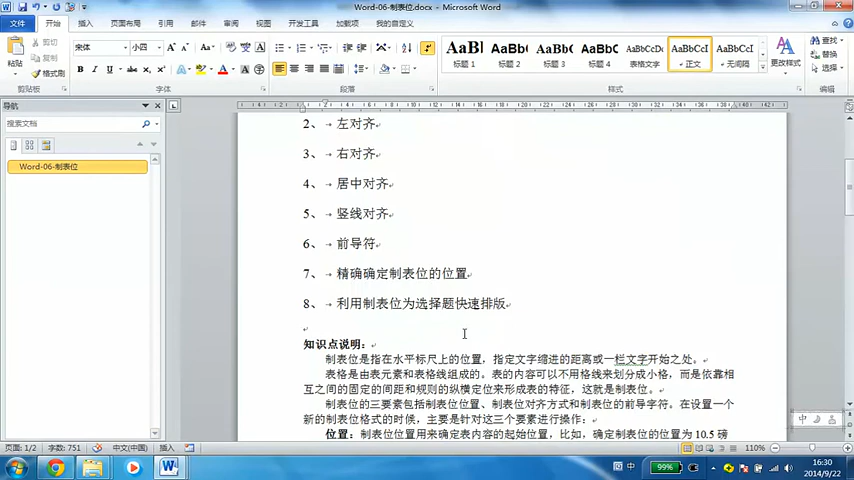 Word-06-制表位.docx - Microsoft Word
文件 开始 插入 页面布局 引用 邮件 审阅 视图 开发工具 加载项 我的自定义
粘贴 剪切 复制 格式刷 宋体 小四
AaBl AaBb( AaBb( AaBb( AaBbCcDc AaBbCcI AaBbCcI
标题 1 标题 2 标题 3 标题 4 表格文字 正文 无间隔 更改样式
查找 替换 选择
剪贴板 字体 段落 样式 编辑
导航
搜索文档
Word-06-制表位
2、 左对齐
3、 右对齐
4、 居中对齐
5、 竖线对齐
6、 前导符
7、 精确确定制表位的位置
8、 利用制表位为选择题快速排版
知识点说明：
制表位是指在水平标尺上的位置，指定文字缩进的距离或一栏文字开始之处。
表格是由表元素和表格线组成的。表的内容可以不用格线来划分成小格，而是依靠相
互之间的固定的间距和规则的纵横定位来形成表的特征，这就是制表位。
制表位的三要素包括制表位位置、制表位对齐方式和制表位的前导字符。在设置一个
新的制表位格式的时候，主要是针对这三个要素进行操作：
位置：制表位位置用来确定表内容的起始位置，比如，确定制表位的位置为 10.5 磅
页面: 1/2 字数: 751 中文(中国) 插入 110%
中
99%
16:30
2014/9/22